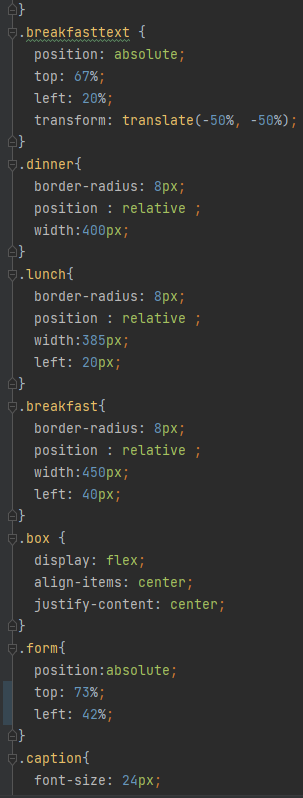 }
.breakfasttext {
  position: absolute;
  top: 67%;
  left: 20%;
  transform: translate(-50%, -50%);
}
.dinner{
  border-radius: 8px;
  position : relative ;
  width:400px;
}
.lunch{
  border-radius: 8px;
  position : relative ;
  width:385px;
  left: 20px;
}
.breakfast{
  border-radius: 8px;
  position : relative ;
  width:450px;
  left: 40px;
}
.box {
  display: flex;
  align-items: center;
  justify-content: center;
}
.form{
  position:absolute;
  top: 73%;
  left: 42%;
}
.caption{
  font-size: 24px;